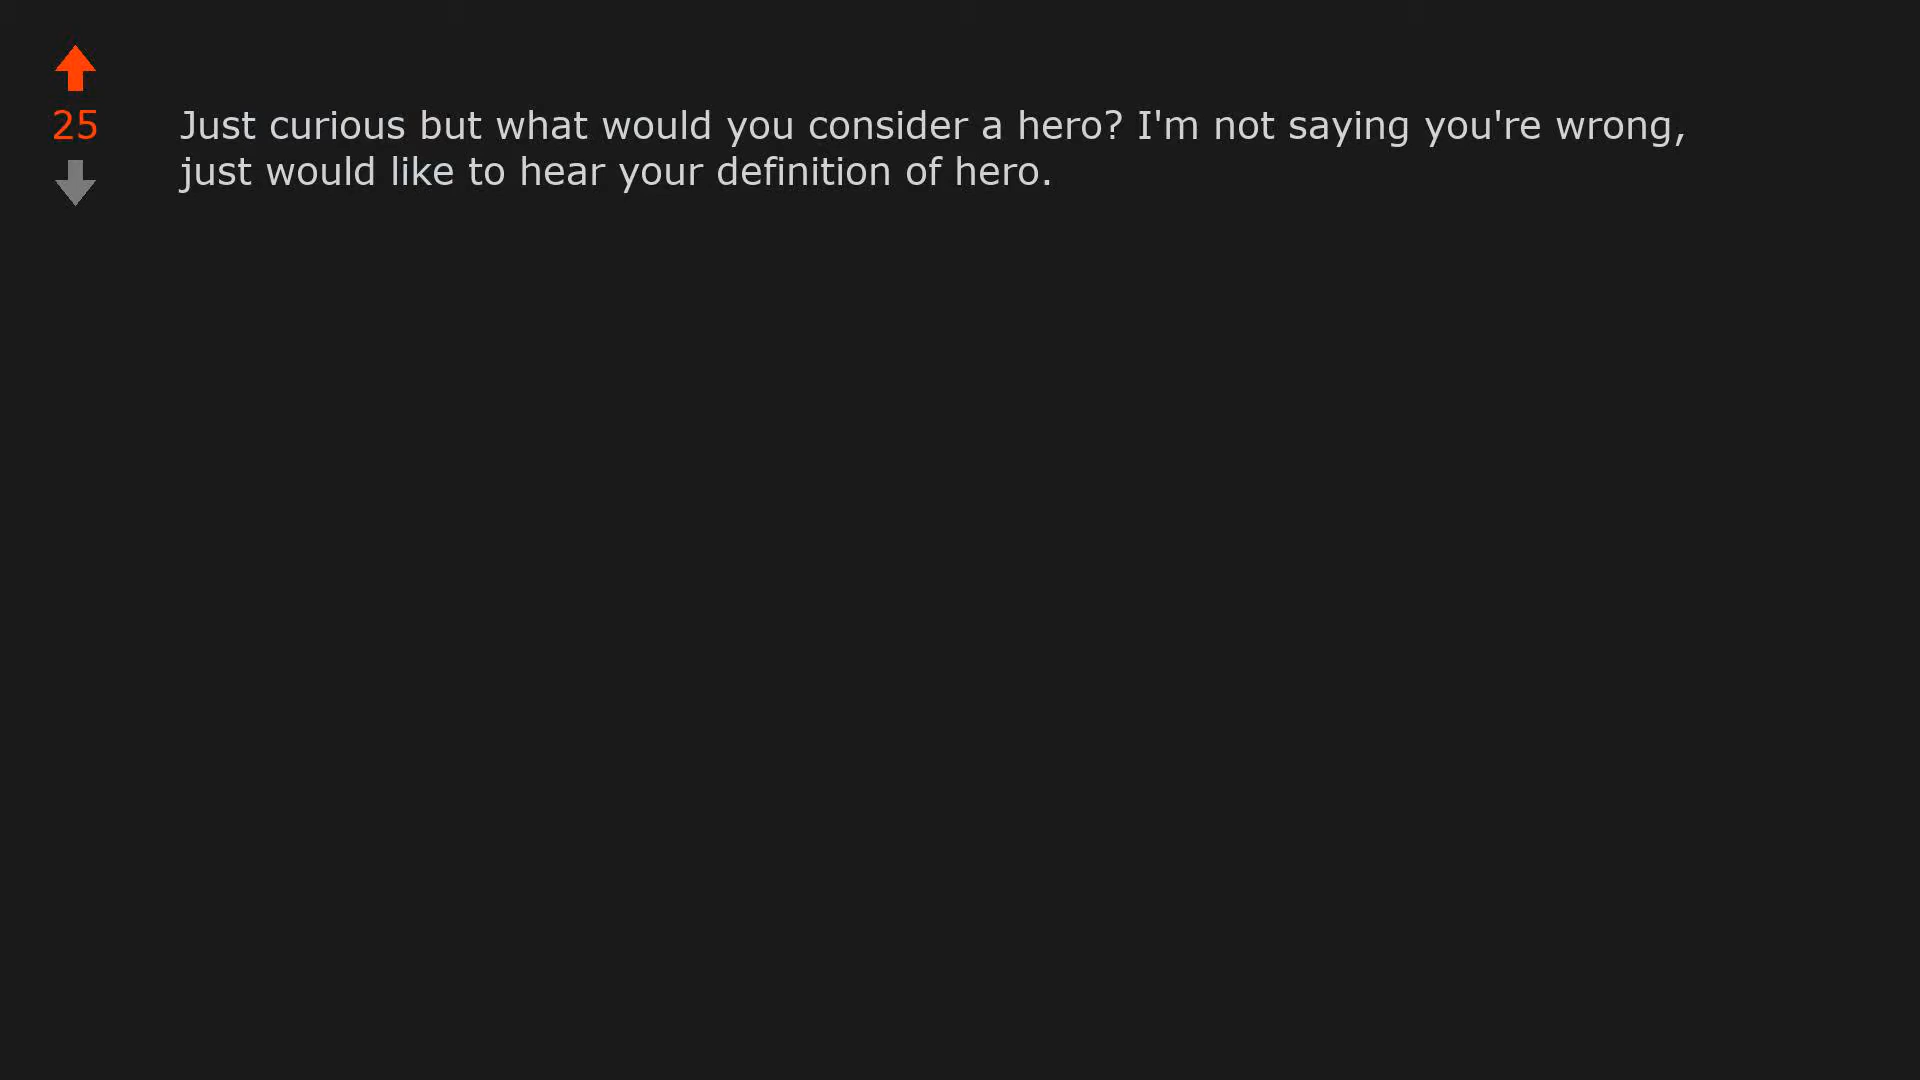 25
Just curious but what would you consider a hero? I'm not saying you're wrong,
just would like to hear your definition of hero.